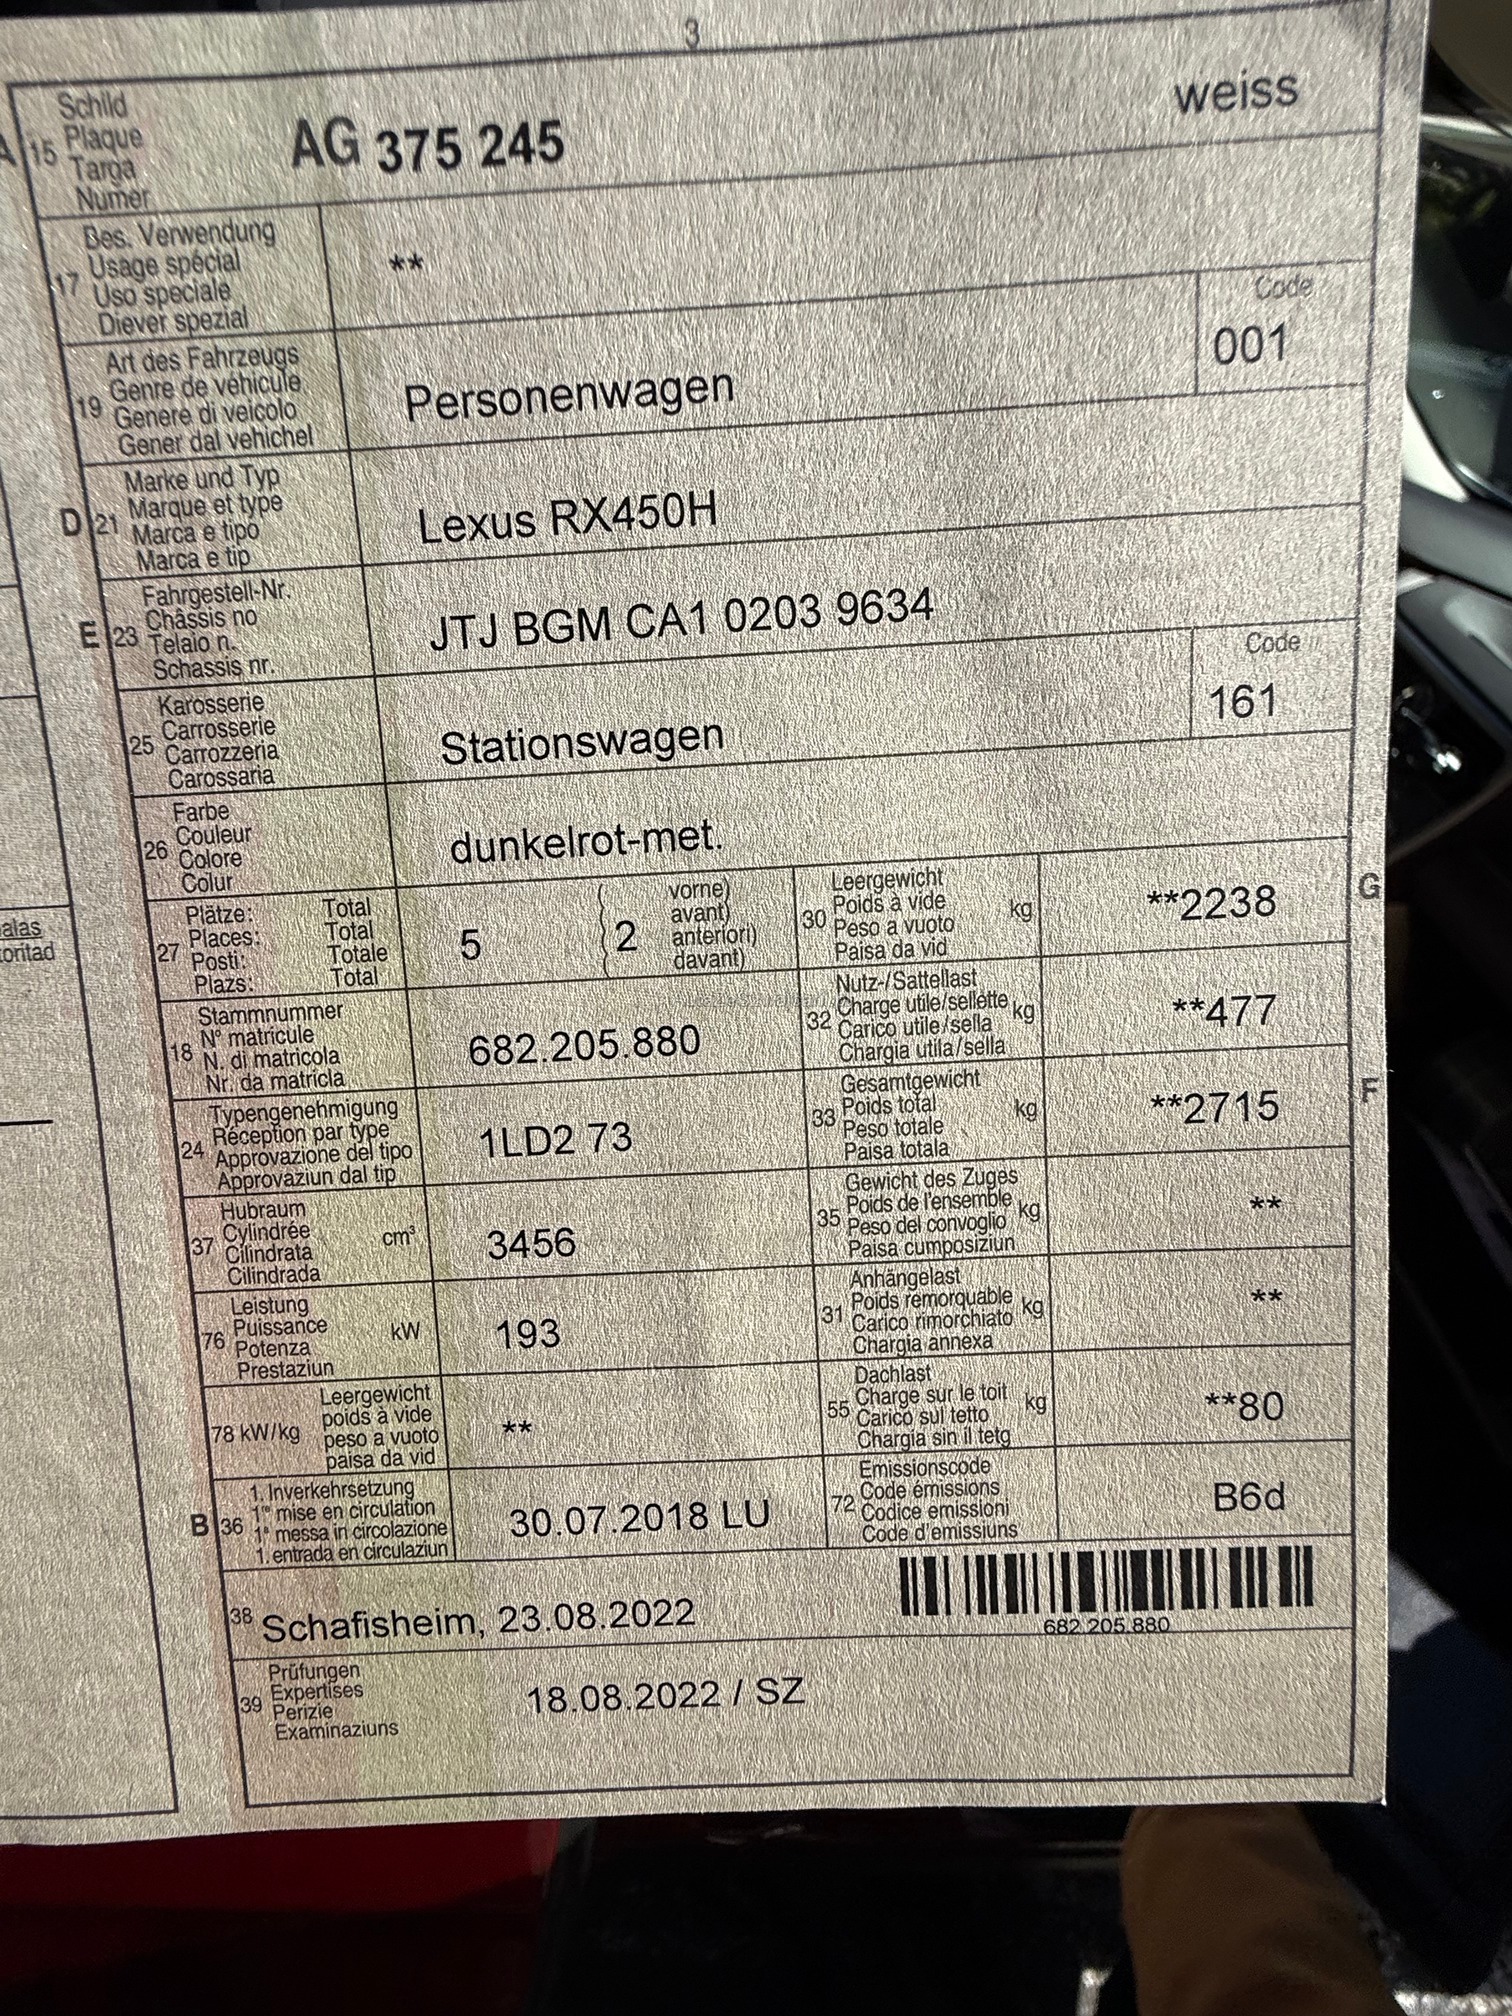 3
A 15 Schild
Plaque
Targa
Numer
AG 375 245
weiss
17 Bes. Verwendung
Usage spécial
Uso speciale
Diever spezial
**
19 Art des Fahrzeugs
Genre de véhicule
Genere di veicolo
Gener dal vehichel
Personenwagen
Code
001
D 21 Marke und Typ
Marque et type
Marca e tipo
Marca e tip
Lexus RX450H
E 23 Fahrgestell-Nr.
Châssis no
Telaio n.
Schassis nr.
JTJ BGM CA1 0203 9634
25 Karosserie
Carrosserie
Carrozzeria
Carossaria
Stationswagen
Code
161
26 Farbe
Couleur
Colore
Colur
dunkelrot-met.
27 Plätze: Total
Places: Total
Posti: Totale
Plazs: Total
5
2
vorne)
avant)
anteriori)
davant)
30 Leergewicht
Poids à vide
Peso a vuoto
Paisa da vid
kg
**2238
G
18 Stammnummer
N° matricule
N. di matricola
Nr. da matricla
682.205.880
32 Nutz-/Sattellast
Charge utile/sellette
Carico utile/sella
Chargia utila/sella
kg
**477
24 Typengenehmigung
Réception par type
Approvazione del tipo
Approvaziun dal tip
1LD2 73
33 Gesamtgewicht
Poids total
Peso totale
Paisa totala
kg
**2715
F
37 Hubraum
Cylindrée
Cilindrata
Cilindrada
cm³
3456
35 Gewicht des Zuges
Poids de l'ensemble
Peso del convoglio
Paisa cumposiziun
kg
**
76 Leistung
Puissance
Potenza
Prestaziun
kW
193
31 Anhängelast
Poids remorquable
Carico rimorchiato
Chargia annexa
kg
**
78 kW/kg
Leergewicht
poids à vide
peso a vuoto
paisa da vid
**
55 Dachlast
Charge sur le toit
Carico sul tetto
Chargia sin il tetg
kg
**80
B 36 1. Inverkehrsetzung
1re mise en circulation
1a messa in circolazione
1. entrada en circulaziun
30.07.2018 LU
72 Emissionscode
Code émissions
Codice emissioni
Code d'emissiuns
B6d
38 Schafisheim, 23.08.2022
682.205.880
39 Prüfungen
Expertises
Perizie
Examinaziuns
18.08.2022 / SZ